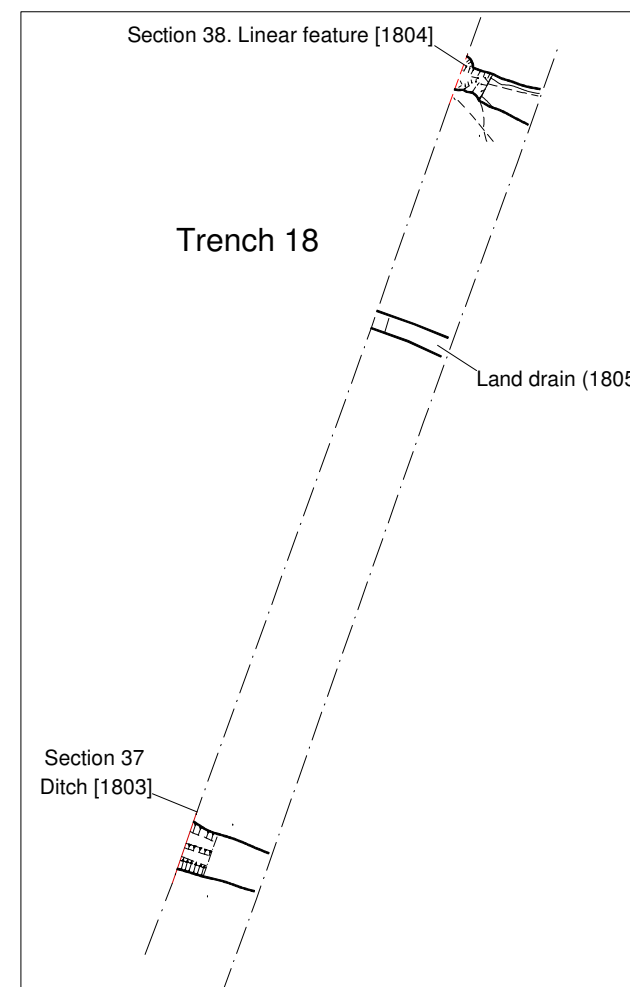 Section 38. Linear feature [1804]
Trench 18
Land drain (1805
Section 37
Ditch [1803]